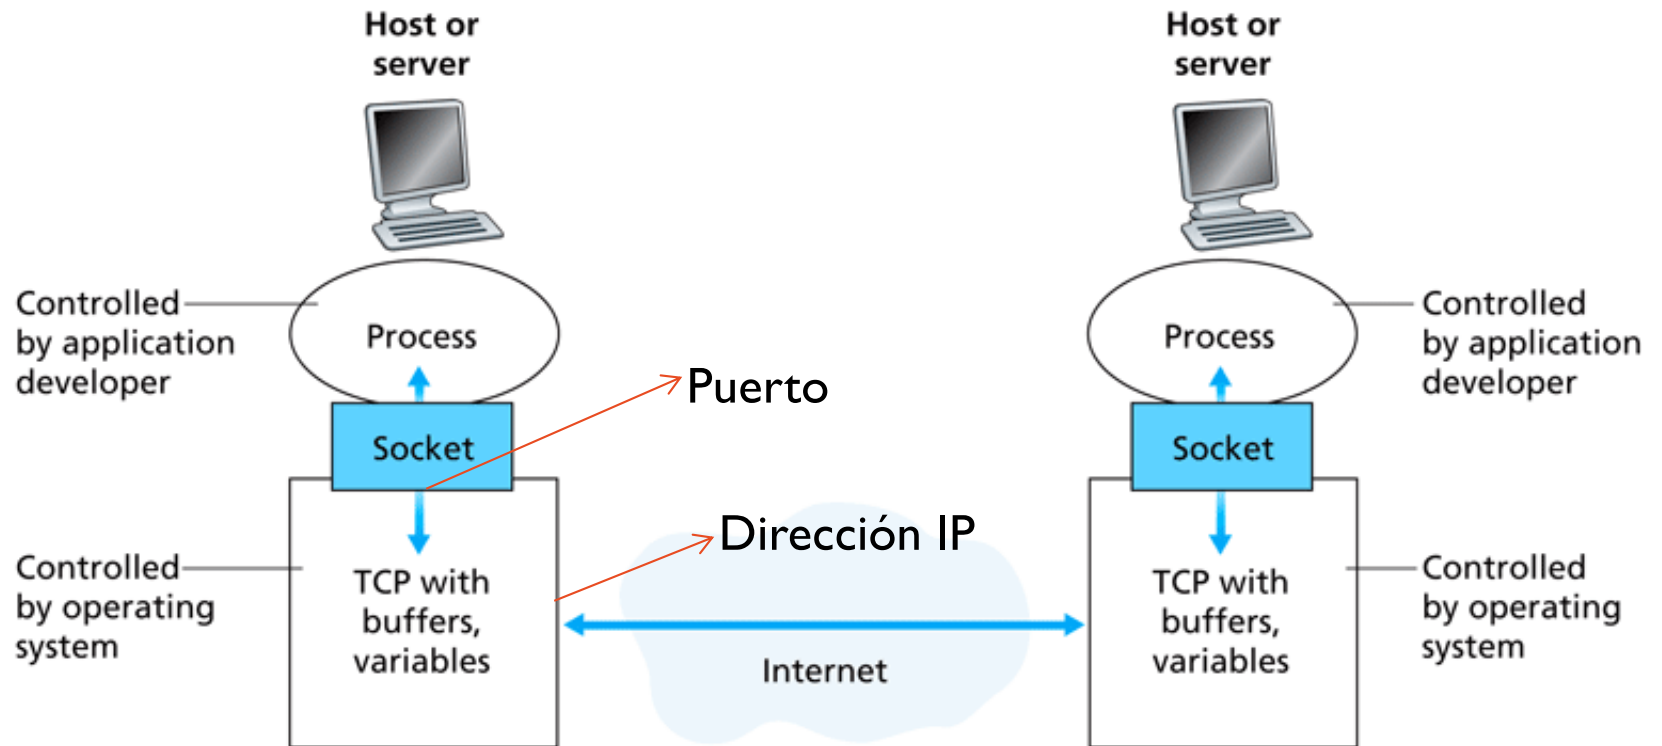 Host or
server
Host or
server
Controlled
by application
developer
Process
Process
Controlled
by application
developer
Puerto
Socket
Socket
Dirección IP
Controlled
by operating
system
TCP with
buffers,
variables
Internet
TCP with
buffers,
variables
Controlled
by operating
system